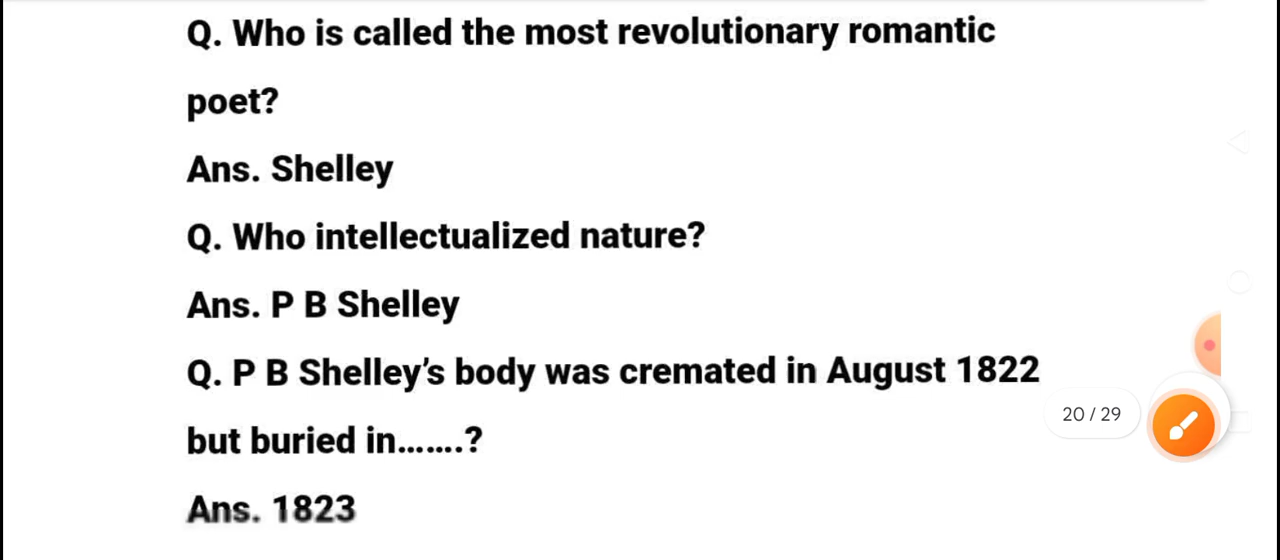 Q. Who is called the most revolutionary romantic
poet?
Ans. Shelley
Q. Who intellectualized nature?
Ans. P B Shelley
Q. P B Shelley’s body was cremated in August 1822
20 / 29
but buried in.......?
Ans. 1823